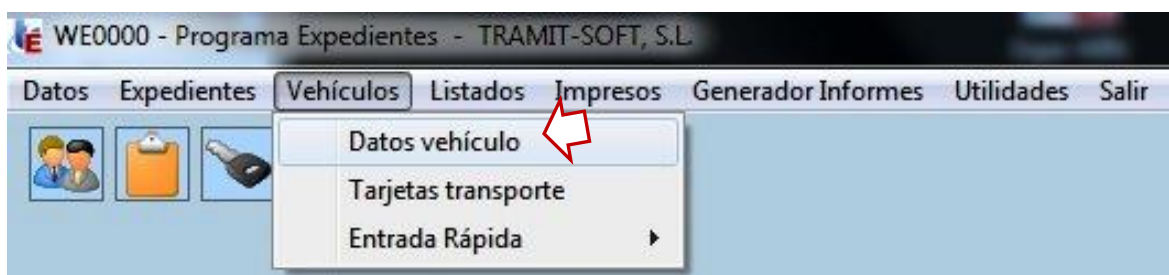 WE0000 - Programa Expedientes - TRAMIT-SOFT, S.L.
Datos Expedientes Vehículos Listados Impresos Generador Informes Utilidades Salir
Datos vehículo
Tarjetas transporte
Entrada Rápida